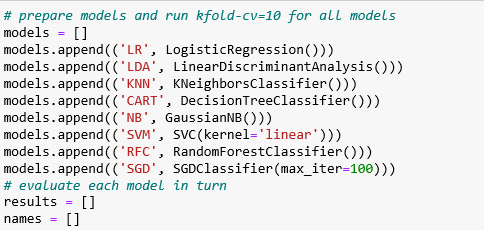 # prepare models and run kfold-cv=10 for all models
models = []
models.append(('LR', LogisticRegression()))
models.append(('LDA', LinearDiscriminantAnalysis()))
models.append(('KNN', KNeighborsClassifier()))
models.append(('CART', DecisionTreeClassifier()))
models.append(('NB', GaussianNB()))
models.append(('SVM', SVC(kernel='linear')))
models.append(('RFC', RandomForestClassifier()))
models.append(('SGD', SGDClassifier(max_iter=100)))
# evaluate each model in turn
results = []
names = []